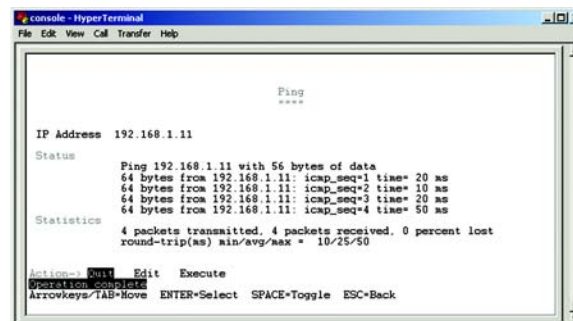 console - HyperTerminal
File Edit View Call Transfer Help
Ping
====
IP Address 192.168.1.11
Status
Ping 192.168.1.11 with 56 bytes of data
64 bytes from 192.168.1.11: icmp_seq=1 time= 20 ms
64 bytes from 192.168.1.11: icmp_seq=2 time= 10 ms
64 bytes from 192.168.1.11: icmp_seq=3 time= 20 ms
64 bytes from 192.168.1.11: icmp_seq=4 time= 50 ms
Statistics
4 packets transmitted, 4 packets received, 0 percent lost
round-trip(ms) min/avg/max = 10/25/50
Action-> Quit Edit Execute
Operation complete
Arrowkeys/TAB=Move ENTER=Select SPACE=Toggle ESC=Back